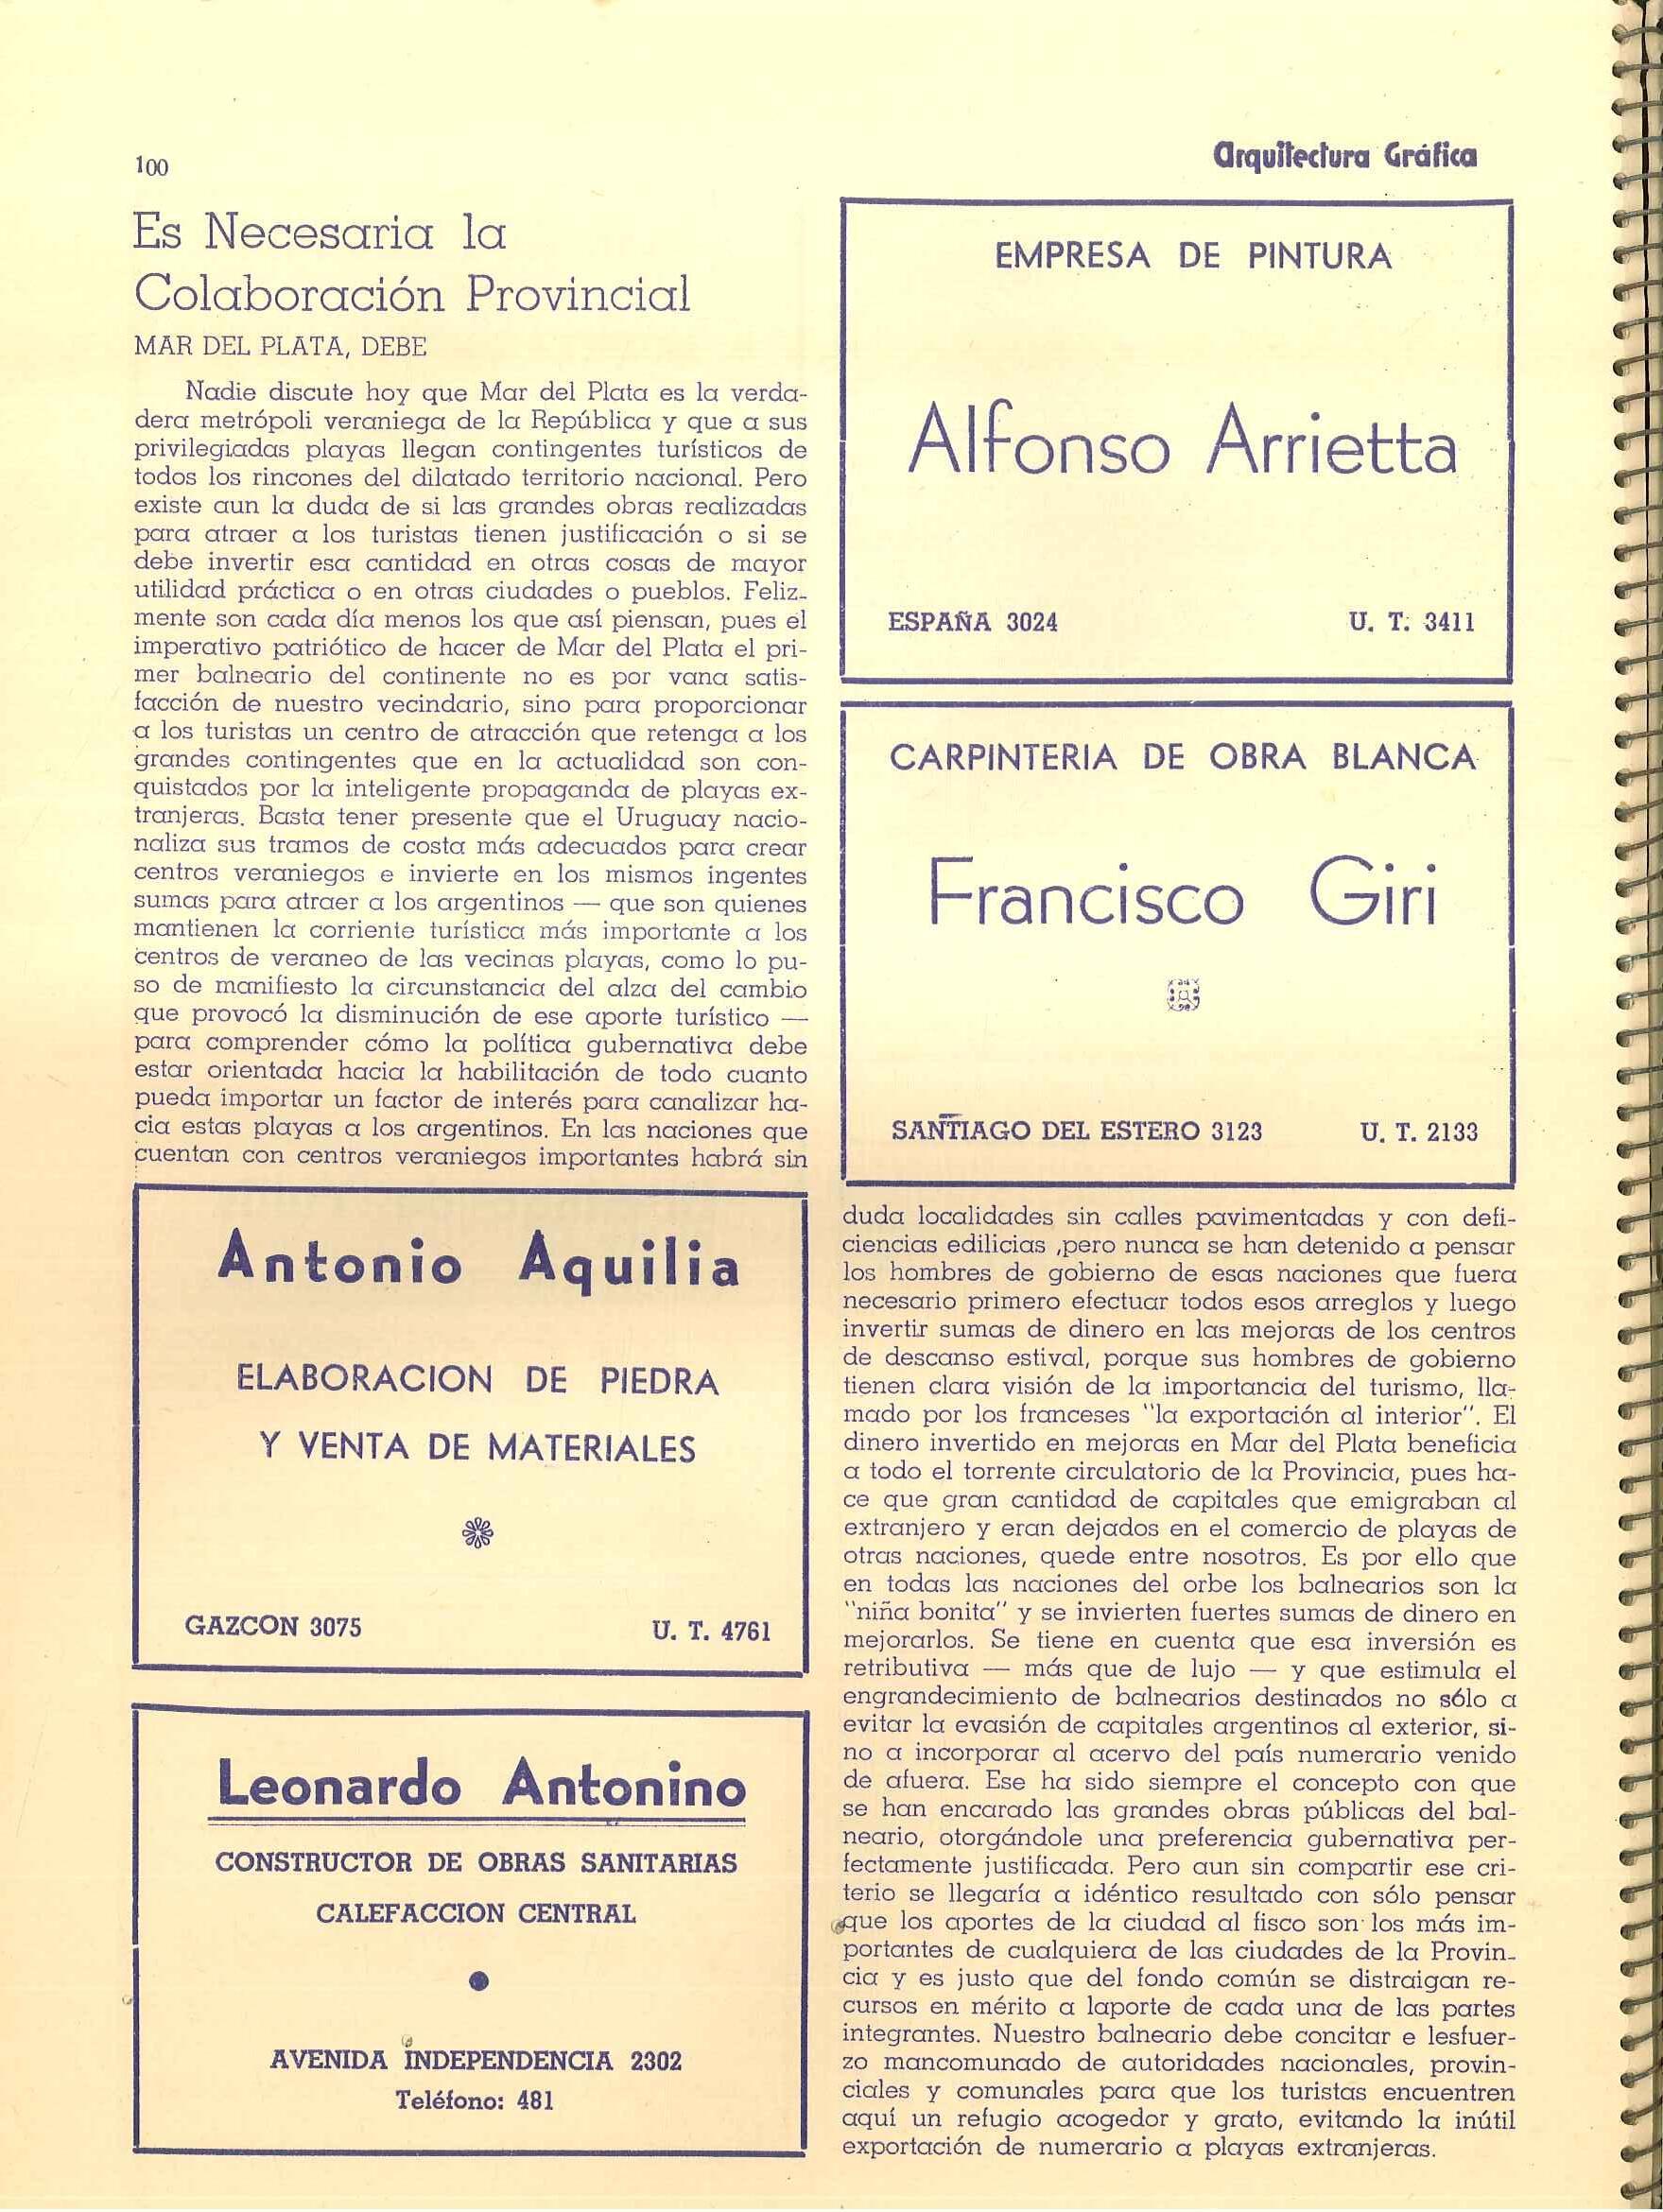 100
Arquitectura Gráfica
Es Necesaria la
Colaboración Provincial
MAR DEL PLATA, DEBE
Nadie discute hoy que Mar del Plata es la verda-
dera metrópoli veraniega de la República y que a sus
privilegiadas playas llegan contingentes turísticos de
todos los rincones del dilatado territorio nacional. Pero
existe aun la duda de si las grandes obras realizadas
para atraer a los turistas tienen justificación o si se
debe invertir esa cantidad en otras cosas de mayor
utilidad práctica o en otras ciudades o pueblos. Feliz-
mente son cada día menos los que así piensan, pues el
imperativo patriótico de hacer de Mar del Plata el pri-
mer balneario del continente no es por vana satis-
facción de nuestro vecindario, sino para proporcionar
a los turistas un centro de atracción que retenga a los
grandes contingentes que en la actualidad son con-
quistados por la inteligente propaganda de playas ex-
tranjeras. Basta tener presente que el Uruguay nacio-
naliza sus tramos de costa más adecuados para crear
centros veraniegos e invierte en los mismos ingentes
sumas para atraer a los argentinos — que son quienes
mantienen la corriente turística más importante a los
centros de veraneo de las vecinas playas, como lo pu-
so de manifiesto la circunstancia del alza del cambio
que provocó la disminución de ese aporte turístico —
para comprender cómo la política gubernativa debe
estar orientada hacia la habilitación de todo cuanto
pueda importar un factor de interés para canalizar ha-
cia estas playas a los argentinos. En las naciones que
cuentan con centros veraniegos importantes habrá sin
Antonio Aquilia
ELABORACION DE PIEDRA
Y VENTA DE MATERIALES
GAZCON 3075 U. T. 4761
Leonardo Antonino
CONSTRUCTOR DE OBRAS SANITARIAS
CALEFACCION CENTRAL
AVENIDA INDEPENDENCIA 2302
Teléfono: 481
EMPRESA DE PINTURA
Alfonso Arrietta
ESPAÑA 3024 U. T. 3411
CARPINTERIA DE OBRA BLANCA
Francisco Giri
SANTIAGO DEL ESTERO 3123 U. T. 2133
duda localidades sin calles pavimentadas y con defi-
ciencias edilicias ,pero nunca se han detenido a pensar
los hombres de gobierno de esas naciones que fuera
necesario primero efectuar todos esos arreglos y luego
invertir sumas de dinero en las mejoras de los centros
de descanso estival, porque sus hombres de gobierno
tienen clara visión de la importancia del turismo, lla-
mado por los franceses "la exportación al interior". El
dinero invertido en mejoras en Mar del Plata beneficia
a todo el torrente circulatorio de la Provincia, pues ha-
ce que gran cantidad de capitales que emigraban al
extranjero y eran dejados en el comercio de playas de
otras naciones, quede entre nosotros. Es por ello que
en todas las naciones del orbe los balnearios son la
"niña bonita" y se invierten fuertes sumas de dinero en
mejorarlos. Se tiene en cuenta que esa inversión es
retributiva — más que de lujo — y que estimula el
engrandecimiento de balnearios destinados no sólo a
evitar la evasión de capitales argentinos al exterior, si-
no a incorporar al acervo del país numerario venido
de afuera. Ese ha sido siempre el concepto con que
se han encarado las grandes obras públicas del bal-
neario, otorgándole una preferencia gubernativa per-
fectamente justificada. Pero aun sin compartir ese cri-
terio se llegaría a idéntico resultado con sólo pensar
que los aportes de la ciudad al fisco son los más im-
portantes de cualquiera de las ciudades de la Provin-
cia y es justo que del fondo común se distraigan re-
cursos en mérito a laporte de cada una de las partes
integrantes. Nuestro balneario debe concitar e lesfuer-
zo mancomunado de autoridades nacionales, provin-
ciales y comunales para que los turistas encuentren
aquí un refugio acogedor y grato, evitando la inútil
exportación de numerario a playas extranjeras.